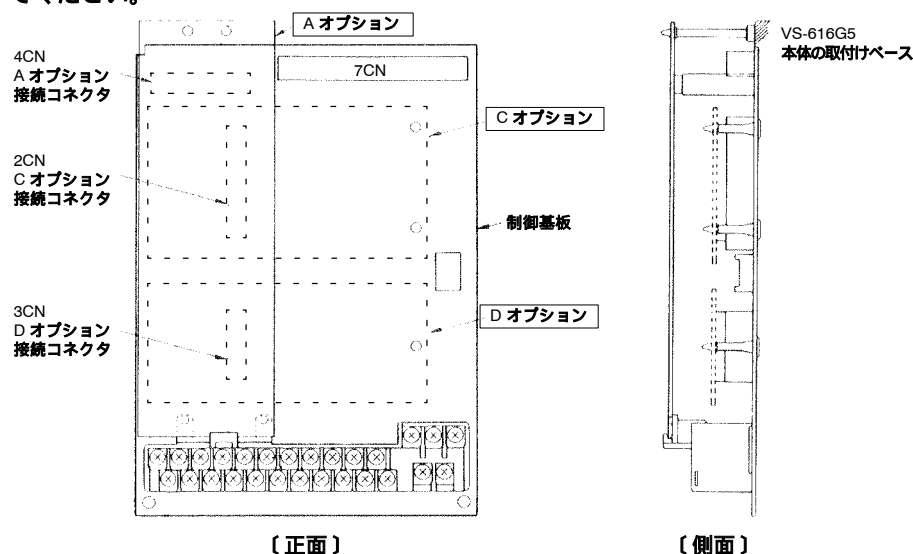 てください。
A オプション
7CN
VS-616G5
本体の取付けベース
4CN
A オプション
接続コネクタ
C オプション
2CN
C オプション
接続コネクタ
制御基板
3CN
D オプション
接続コネクタ
D オプション
〔正面〕
〔側面〕